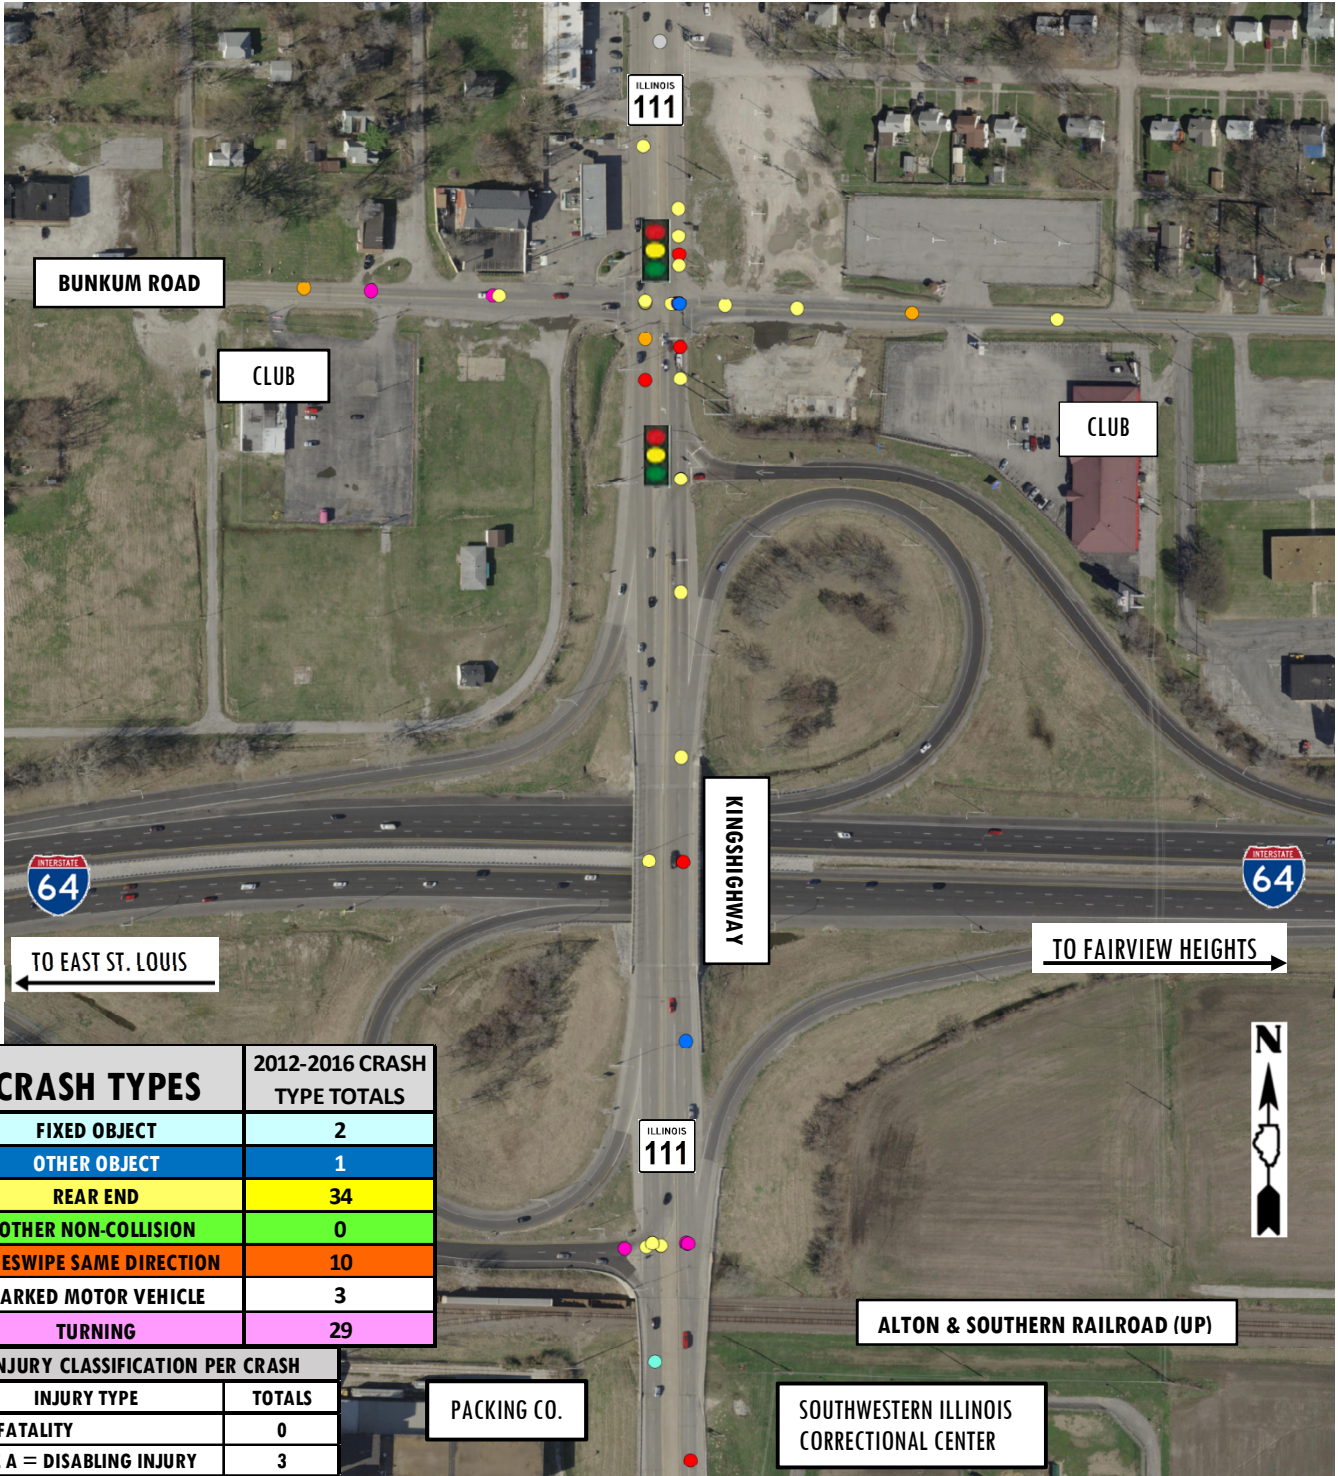 ILLINOIS
111
BUNKUM ROAD
CLUB
CLUB
KINGSHIGHWAY
INTERSTATE
64
INTERSTATE
64
TO EAST ST. LOUIS
TO FAIRVIEW HEIGHTS
N
CRASH TYPES
2012-2016 CRASH
TYPE TOTALS
FIXED OBJECT 2
OTHER OBJECT 1
REAR END 34
OTHER NON-COLLISION 0
ESWIPE SAME DIRECTION 10
ARKED MOTOR VEHICLE 3
TURNING 29
NJURY CLASSIFICATION PER CRASH
INJURY TYPE TOTALS
FATALITY 0
A = DISABLING INJURY 3
ILLINOIS
111
ALTON & SOUTHERN RAILROAD (UP)
PACKING CO.
SOUTHWESTERN ILLINOIS
CORRECTIONAL CENTER